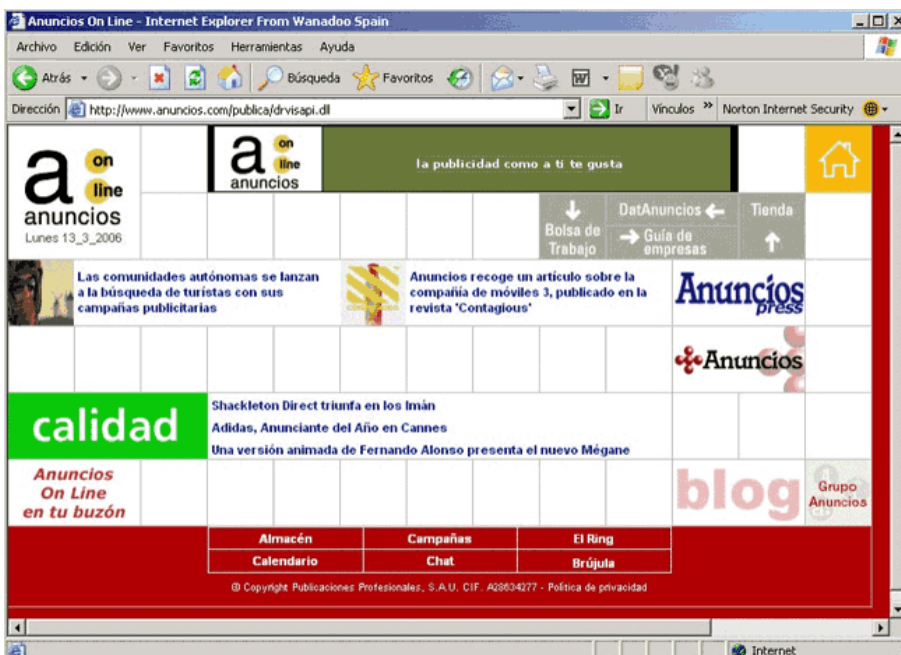 Anuncios On Line - Internet Explorer From Wanadoo Spain
Archivo Edición Ver Favoritos Herramientas Ayuda
Atrás Búsqueda Favoritos
Dirección http://www.anuncios.com/publica/drvisapi.dl Ir Vínculos » Norton Internet Security
a on line
anuncios
Lunes 13_3_2006
a on line
anuncios
la publicidad como a ti te gusta
Bolsa de
Trabajo
DatAnuncios
Guía de
empresas
Tienda
Las comunidades autónomas se lanzan
a la búsqueda de turistas con sus
campañas publicitarias
Anuncios recoge un artículo sobre la
compañía de móviles 3, publicado en la
revista 'Contagious'
Anuncios
press
Anuncios
calidad
Shackleton Direct triunfa en los Imán
Adidas, Anunciante del Año en Cannes
Una versión animada de Fernando Alonso presenta el nuevo Mégane
Anuncios
On Line
en tu buzón
blog
Grupo
Anuncios
Almacén Campañas El Ring
Calendario Chat Brújula
© Copyright Publicaciones Profesionales, S.A.U. CIF. A28634277 - Política de privacidad
Internet